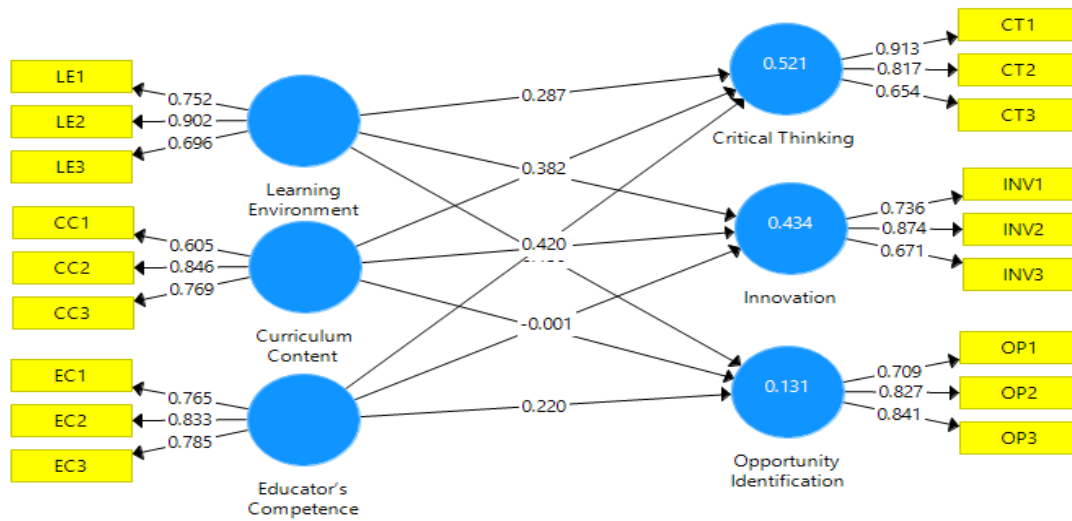 LE1
LE2
LE3
0.752
0.902
0.696
Learning
Environment
CC1
CC2
CC3
0.605
0.846
0.769
Curriculum
Content
EC1
EC2
EC3
0.765
0.833
0.785
Educator’s
Competence
0.287
0.382
0.420
-0.001
0.220
0.521
Critical Thinking
0.913
0.817
0.654
CT1
CT2
CT3
0.434
Innovation
0.736
0.874
0.671
INV1
INV2
INV3
0.131
Opportunity
Identification
0.709
0.827
0.841
OP1
OP2
OP3